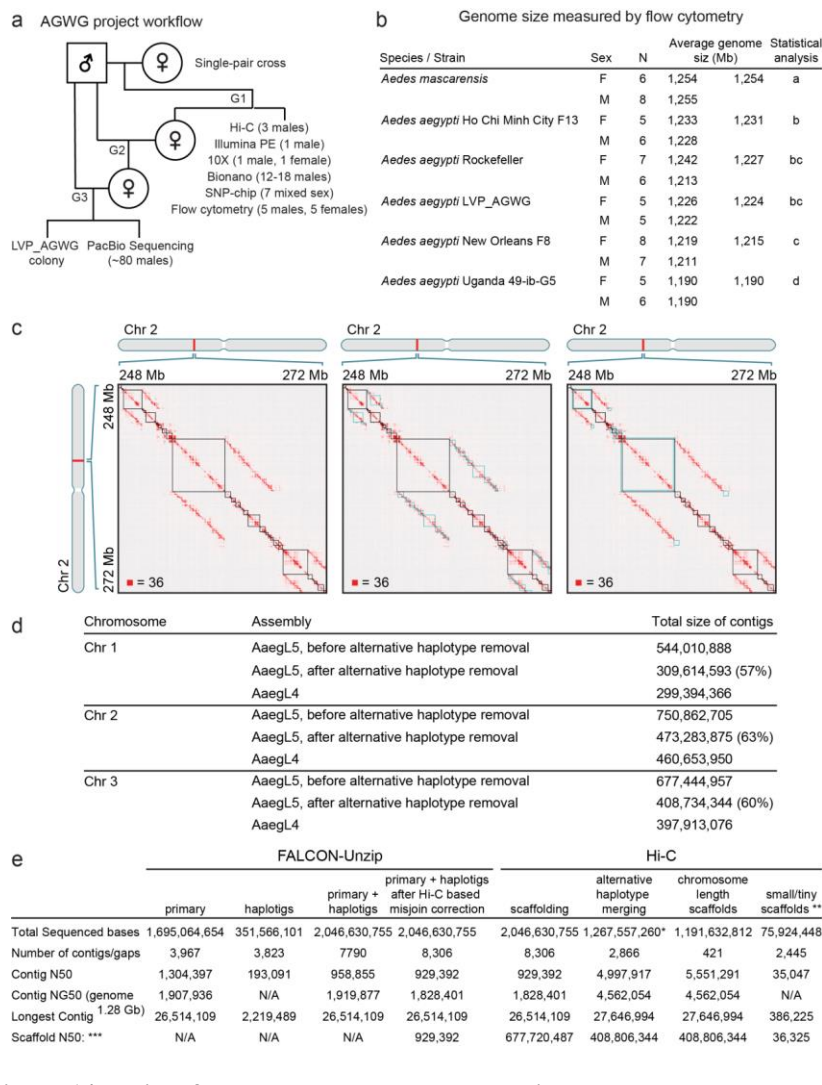 a AGWG project workflow
Single-pair cross
G1
Hi-C (3 males)
Illumina PE (1 male)
10X (1 male, 1 female)
Bionano (12-18 males)
SNP-chip (7 mixed sex)
Flow cytometry (5 males, 5 females)
G2
G3
LVP_AGWG colony
PacBio Sequencing (~80 males)
b Genome size measured by flow cytometry
Species / Strain Sex N Average genome siz (Mb) Statistical analysis
Aedes mascarensis F 6 1,254 1,254 a
M 8 1,255
Aedes aegypti Ho Chi Minh City F13 F 5 1,233 1,231 b
M 6 1,228
Aedes aegypti Rockefeller F 7 1,242 1,227 bc
M 6 1,213
Aedes aegypti LVP_AGWG F 5 1,226 1,224 bc
M 5 1,222
Aedes aegypti New Orleans F8 F 8 1,219 1,215 c
M 7 1,211
Aedes aegypti Uganda 49-ib-G5 F 5 1,190 1,190 d
M 6 1,190
c
Chr 2 Chr 2 Chr 2
248 Mb 272 Mb 248 Mb 272 Mb 248 Mb 272 Mb
248 Mb
Chr 2
272 Mb
= 36 = 36 = 36
d
Chromosome Assembly Total size of contigs
Chr 1 AaegL5, before alternative haplotype removal 544,010,888
AaegL5, after alternative haplotype removal 309,614,593 (57%)
AaegL4 299,394,366
Chr 2 AaegL5, before alternative haplotype removal 750,862,705
AaegL5, after alternative haplotype removal 473,283,875 (63%)
AaegL4 460,653,950
Chr 3 AaegL5, before alternative haplotype removal 677,444,957
AaegL5, after alternative haplotype removal 408,734,344 (60%)
AaegL4 397,913,076
e
FALCON-Unzip Hi-C
primary haplotigs primary + haplotigs primary + haplotigs after Hi-C based misjoin correction scaffolding alternative haplotype merging chromosome length scaffolds small/tiny scaffolds **
Total Sequenced bases 1,695,064,654 351,566,101 2,046,630,755 2,046,630,755 2,046,630,755 1,267,557,260* 1,191,632,812 75,924,448
Number of contigs/gaps 3,967 3,823 7790 8,306 8,306 2,866 421 2,445
Contig N50 1,304,397 193,091 958,855 929,392 929,392 4,997,917 5,551,291 35,047
Contig NG50 (genome 1.28 Gb) 1,907,936 N/A 1,919,877 1,828,401 1,828,401 4,562,054 4,562,054 N/A
Longest Contig 26,514,109 2,219,489 26,514,109 26,514,109 26,514,109 27,646,994 27,646,994 386,225
Scaffold N50: *** N/A N/A N/A 929,392 677,720,487 408,806,344 408,806,344 36,325